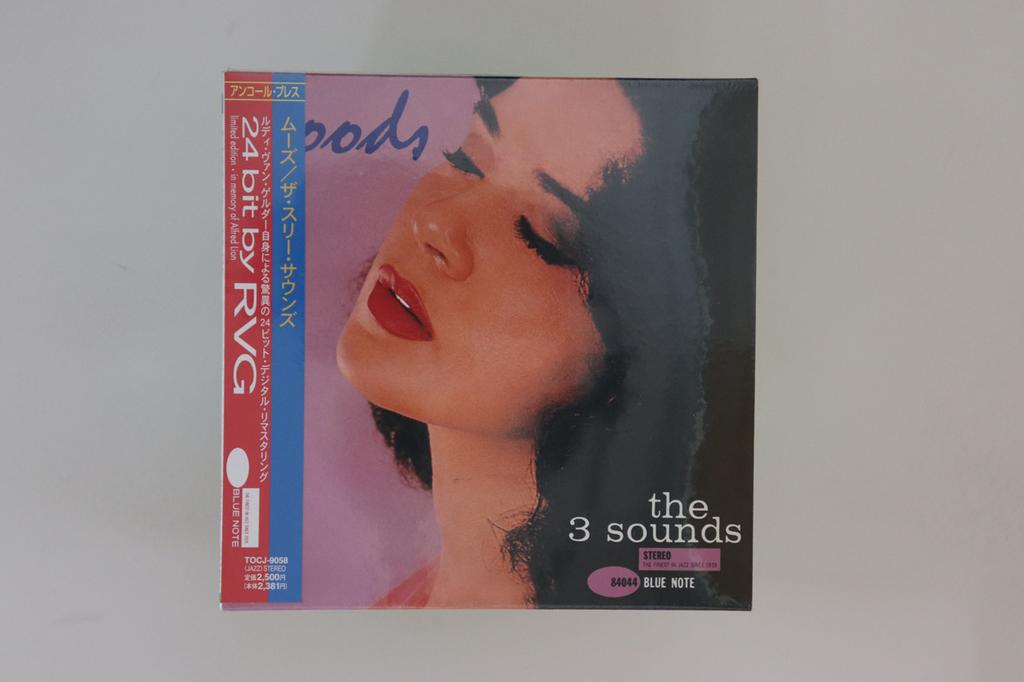 アンコール・プレス
ムーズ/ザ・スリー・サウンズ
ルディ・ヴァン・ゲルダー自身による驚異の24ビット・デジタル・リマスタリング
24 bit by RVG
limited edition・in memory of Alfred Lion
BLUE NOTE
TOCJ-9058
(JAZZ) STEREO
定価2,500円
(本体2,381円)
oods
the
3 sounds
STEREO
THE FINEST IN JAZZ SINCE 1939
84044 BLUE NOTE